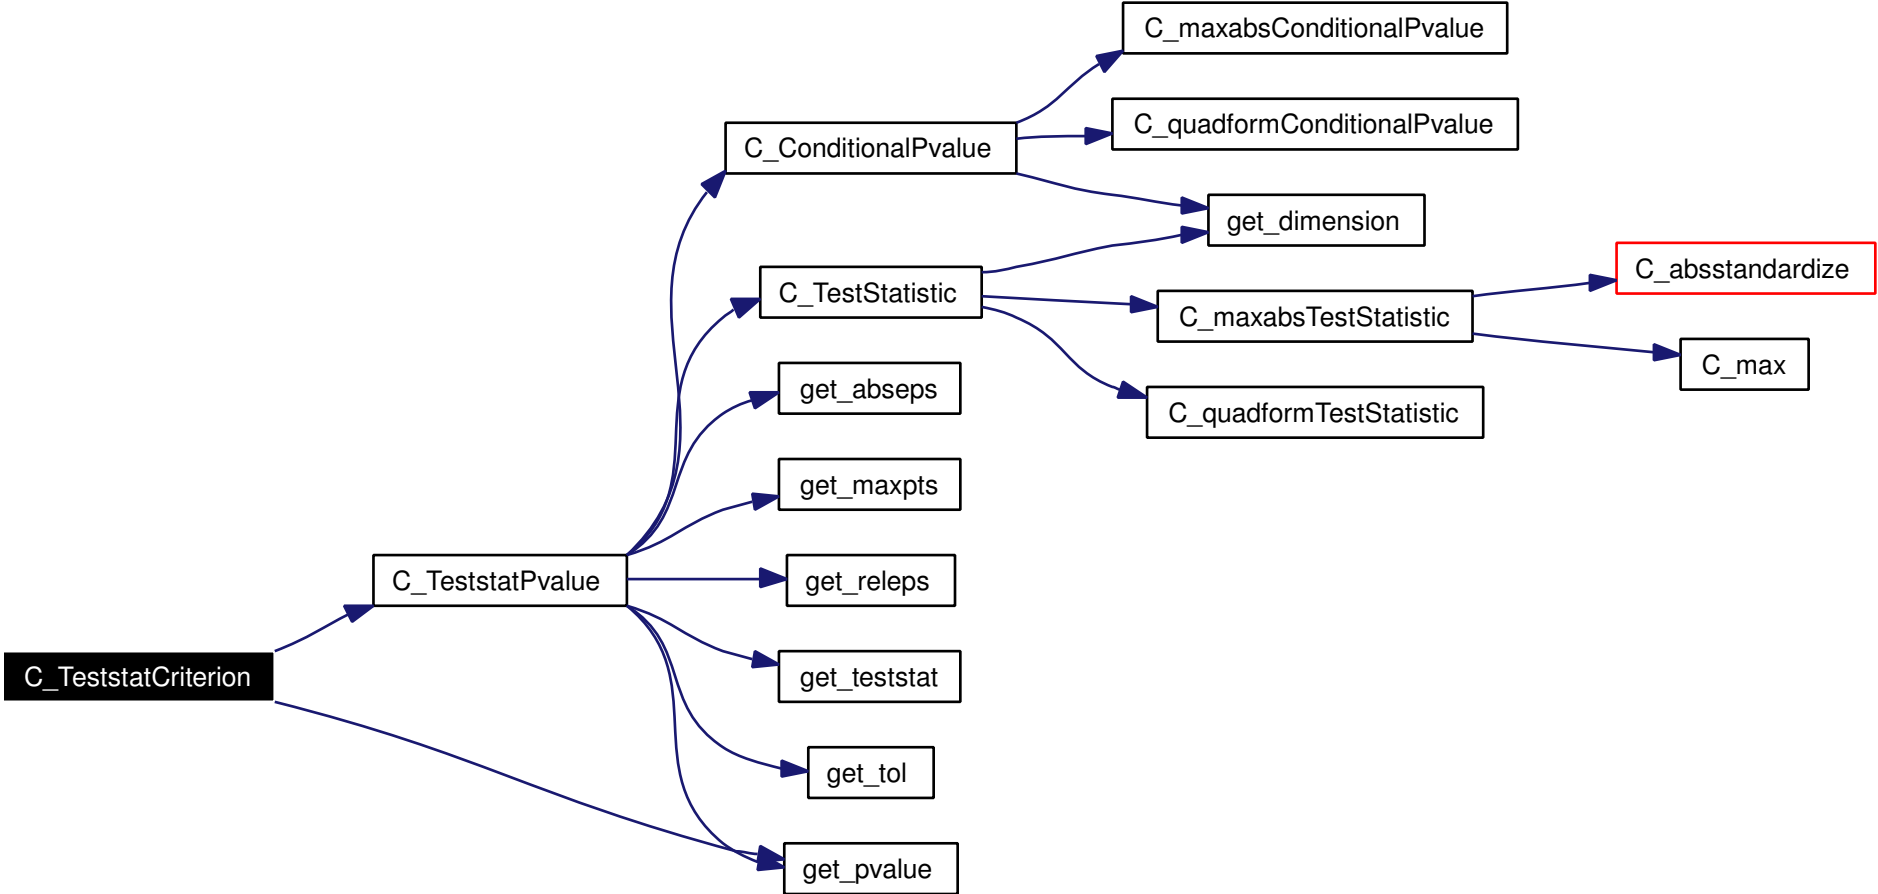 C_maxabsConditionalPvalue
C_quadformConditionalPvalue
C_ConditionalPvalue
get_dimension
C_absstandardize
C_TestStatistic
C_maxabsTestStatistic
C_max
get_abseps
C_quadformTestStatistic
get_maxpts
C_TeststatPvalue
get_releps
C_TeststatCriterion
get_teststat
get_tol
get_pvalue